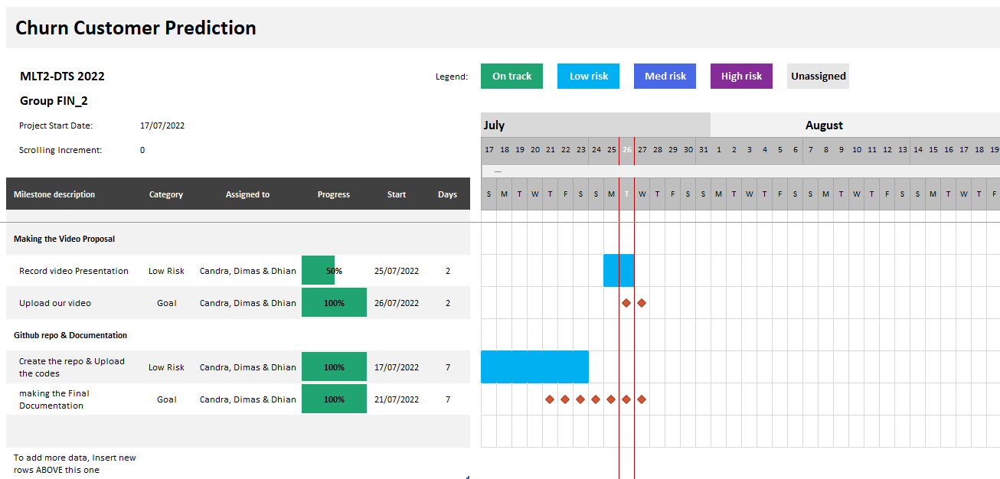 Churn Customer Prediction
MLT2-DTS 2022
Legend: On track Low risk Med risk High risk Unassigned
Group FIN_2
Project Start Date: 17/07/2022
July August
Scrolling Increment: 0
17 18 19 20 21 22 23 24 25 26 27 28 29 30 31 1 2 3 4 5 6 7 8 9 10 11 12 13 14 15 16 17 18 19
Milestone description Category Assigned to Progress Start Days
S M T W T F S S M T W T F S S M T W T F S S M T W T F S S M T W T F
Making the Video Proposal
Record video Presentation Low Risk Candra, Dimas & Dhian 50% 25/07/2022 2
Upload our video Goal Candra, Dimas & Dhian 100% 26/07/2022 2
Github repo & Documentation
Create the repo & Upload
the codes
Low Risk Candra, Dimas & Dhian 100% 17/07/2022 7
making the Final
Documentation
Goal Candra, Dimas & Dhian 100% 21/07/2022 7
To add more data, Insert new
rows ABOVE this one